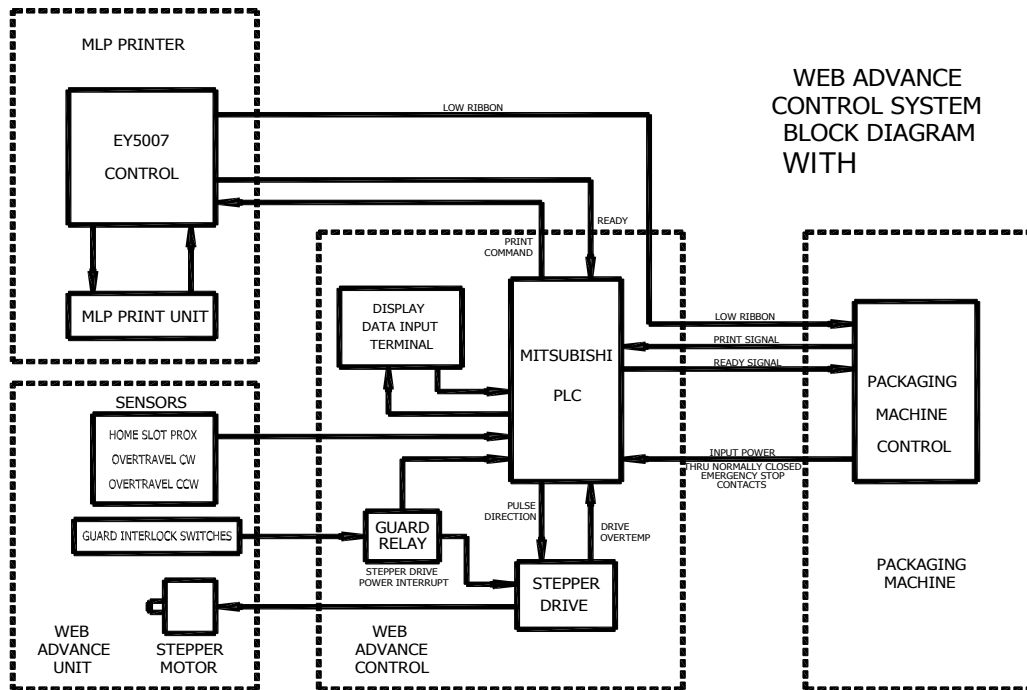 MLP PRINTER
EY5007
CONTROL
MLP PRINT UNIT
WEB ADVANCE
CONTROL SYSTEM
BLOCK DIAGRAM
WITH
LOW RIBBON
READY
PRINT
COMMAND
DISPLAY
DATA INPUT
TERMINAL
MITSUBISHI
PLC
LOW RIBBON
PRINT SIGNAL
READY SIGNAL
INPUT POWER
THRU NORMALLY CLOSED
EMERGENCY STOP
CONTACTS
PACKAGING
MACHINE
CONTROL
PACKAGING
MACHINE
SENSORS
HOME SLOT PROX
OVERTRAVEL CW
OVERTRAVEL CCW
GUARD INTERLOCK SWITCHES
GUARD
RELAY
STEPPER DRIVE
POWER INTERRUPT
PULSE
DIRECTION
DRIVE
OVERTEMP
STEPPER
DRIVE
WEB
ADVANCE
UNIT
STEPPER
MOTOR
WEB
ADVANCE
CONTROL